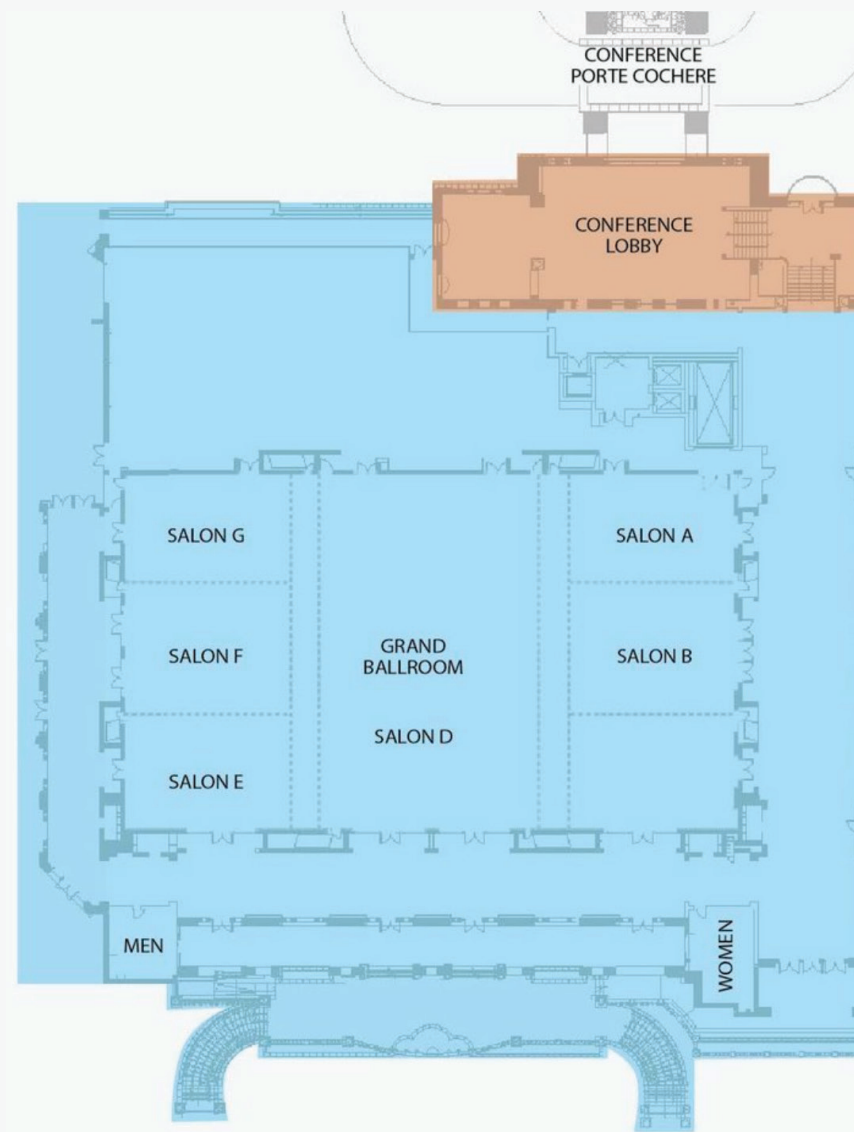 CONFERENCE
PORTE COCHERE
CONFERENCE
LOBBY
SALON G
SALON A
SALON F
GRAND
BALLROOM
SALON B
SALON D
SALON E
MEN
WOMEN